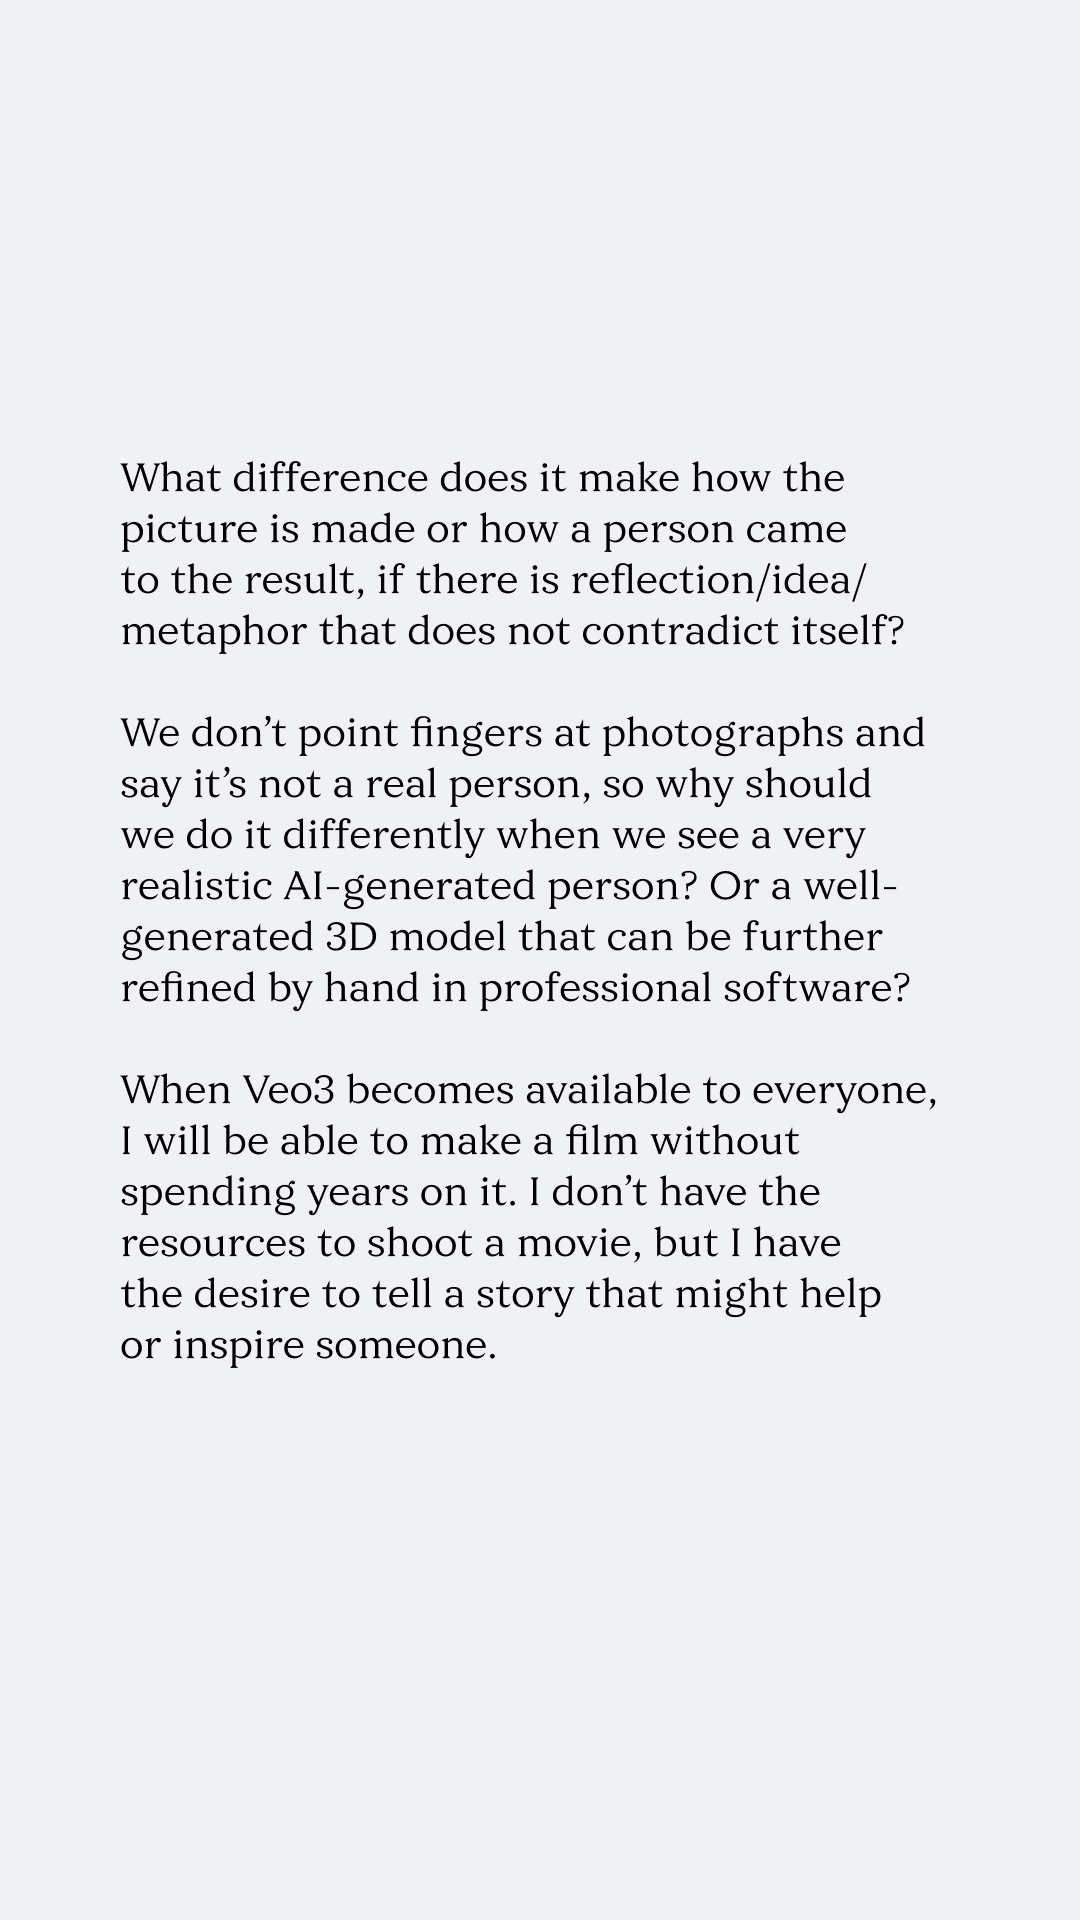 What difference does it make how the
picture is made or how a person came
to the result, if there is reflection/idea/
metaphor that does not contradict itself?
We don’t point fingers at photographs and
say it’s not a real person, so why should
we do it differently when we see a very
realistic AI-generated person? Or a well-
generated 3D model that can be further
refined by hand in professional software?
When Veo3 becomes available to everyone,
I will be able to make a film without
spending years on it. I don’t have the
resources to shoot a movie, but I have
the desire to tell a story that might help
or inspire someone.